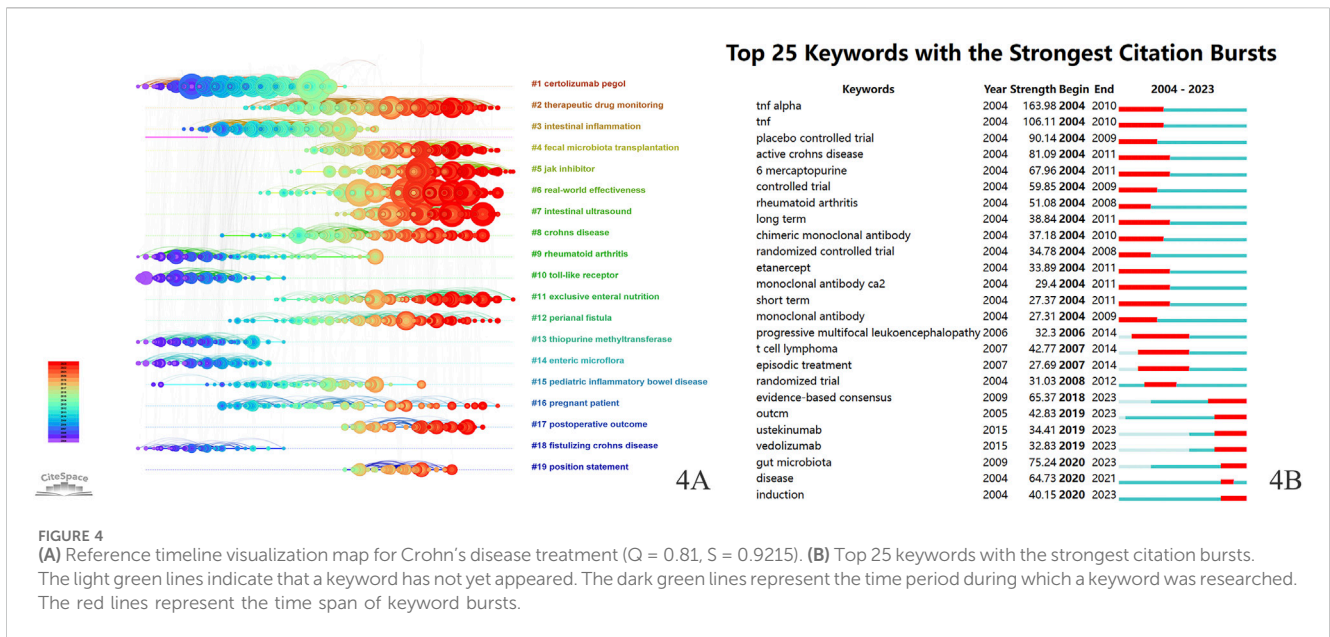 #1 certolizumab pegol
#2 therapeutic drug monitoring
#3 intestinal inflammation
#4 fecal microbiota transplantation
#5 jak inhibitor
#6 real-world effectiveness
#7 intestinal ultrasound
#8 crohns disease
#9 rheumatoid arthritis
#10 toll-like receptor
#11 exclusive enteral nutrition
#12 perianal fistula
#13 thiopurine methyltransferase
#14 enteric microflora
#15 pediatric inflammatory bowel disease
#16 pregnant patient
#17 postoperative outcome
#18 fistulizing crohns disease
#19 position statement
CiteSpace
4A
Top 25 Keywords with the Strongest Citation Bursts
Keywords Year Strength Begin End 2004 - 2023
tnf alpha 2004 163.98 2004 2010
tnf 2004 106.11 2004 2010
placebo controlled trial 2004 90.14 2004 2009
active crohns disease 2004 81.09 2004 2011
6 mercaptopurine 2004 67.96 2004 2011
controlled trial 2004 59.85 2004 2009
rheumatoid arthritis 2004 51.08 2004 2008
long term 2004 38.84 2004 2011
chimeric monoclonal antibody 2004 37.18 2004 2010
randomized controlled trial 2004 34.78 2004 2008
etanercept 2004 33.89 2004 2011
monoclonal antibody ca2 2004 29.4 2004 2011
short term 2004 27.37 2004 2011
monoclonal antibody 2004 27.31 2004 2009
progressive multifocal leukoencephalopathy 2006 32.3 2006 2014
t cell lymphoma 2007 42.77 2007 2014
episodic treatment 2007 27.69 2007 2014
randomized trial 2004 31.03 2008 2012
evidence-based consensus 2009 65.37 2018 2023
outcm 2005 42.83 2019 2023
ustekinumab 2015 34.41 2019 2023
vedolizumab 2015 32.83 2019 2023
gut microbiota 2009 75.24 2020 2023
disease 2004 64.73 2020 2021
induction 2004 40.15 2020 2023
4B
FIGURE 4
(A) Reference timeline visualization map for Crohn's disease treatment (Q = 0.81, S = 0.9215). (B) Top 25 keywords with the strongest citation bursts.
The light green lines indicate that a keyword has not yet appeared. The dark green lines represent the time period during which a keyword was researched.
The red lines represent the time span of keyword bursts.